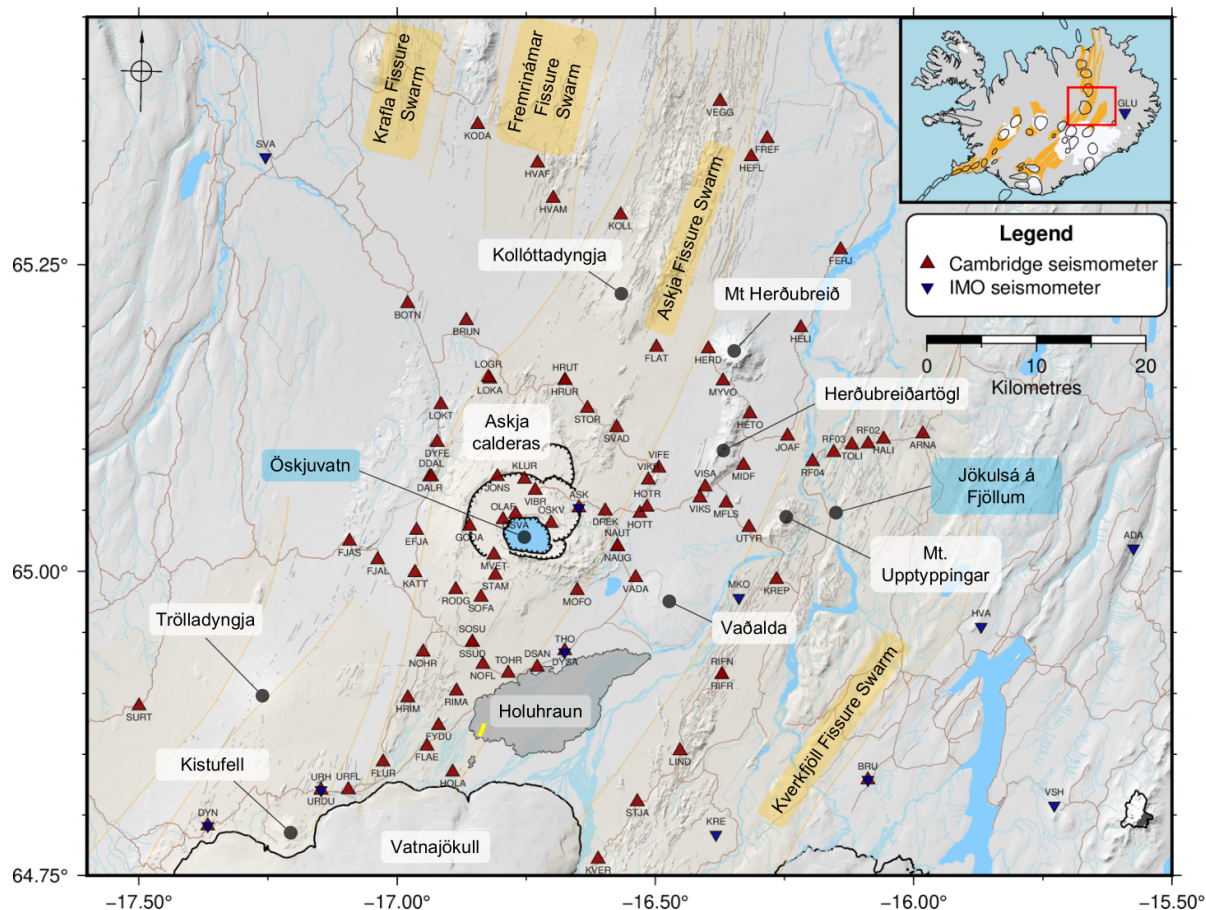 Krafla Fissure
Swarm
Fremrinámar
Fissure
Swarm
GLU
SVA
KODA
VEGG
FREF
HEFL
HVAF
HVAM
KOLL
Askja Fissure Swarm
Legend
Cambridge seismometer
IMO seismometer
0
10
20
Kilometres
Kollóttadyngja
FERJ
65.25°
Mt Herðubreið
BOTN
BRUN
HELI
FLAT
HERD
LOGR
LOKA
HRUT
HRUR
MYVO
Herðubreiðartögl
LOKT
STOR
HETO
Askja
calderas
SVAD
JOAF
RF03
RF02
TOLI
HALI
ARNA
DYFE
DDAL
DALR
Öskjuvatn
KLUR
JONS
VIBR
VIFE
VIKR
VISA
MIDF
RF04
Jökulsá á
Fjöllum
HOTR
ASK
OLAF
SVA
OSKV
DREK
HOTT
VIKS
MFLS
EFJA
GODA
NAUT
NAUG
UTYR
ADA
FJAS
FJAL
MVET
Mt.
Upptyppingar
65.00°
KATT
STAM
VADA
MKO
KREP
RODG
SOFA
MOFO
HVA
Trölladyngja
Vaðalda
SOSU
SSUD
THO
DYSA
NOHR
TOHR
DSAN
NOFL
RIFN
RIFR
Kverkfjöll Fissure Swarm
SURT
HRIM
RIMA
Holuhraun
FYDU
FLAE
LIND
Kistufell
FLUR
HOLA
BRU
URH
URFL
URDU
DYN
STJA
KRE
VSH
Vatnajökull
KVER
64.75°
−17.50°
−17.00°
−16.50°
−16.00°
−15.50°